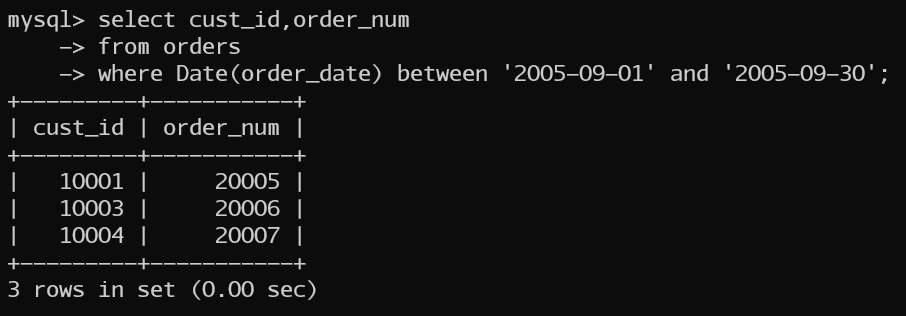 mysql> select cust_id,order_num
    -> from orders
    -> where Date(order_date) between '2005-09-01' and '2005-09-30';
+---------+-----------+
| cust_id | order_num |
+---------+-----------+
|   10001 |     20005 |
|   10003 |     20006 |
|   10004 |     20007 |
+---------+-----------+
3 rows in set (0.00 sec)